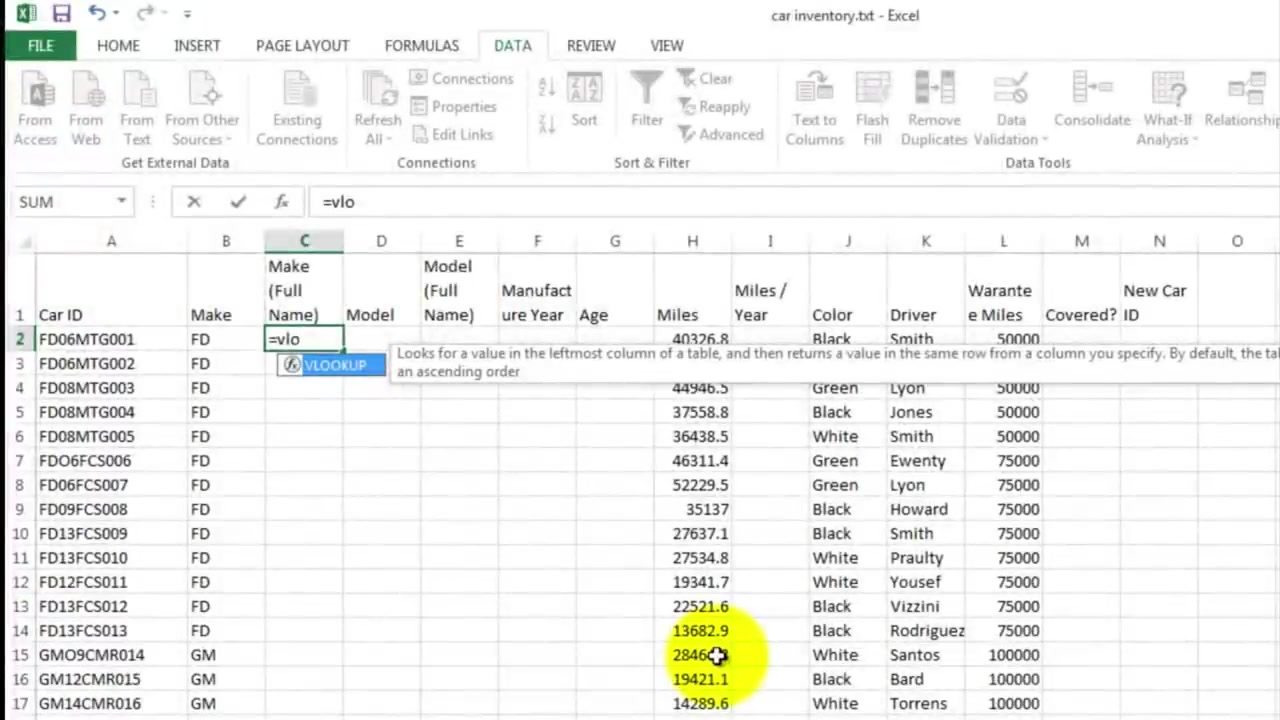 car inventory.txt - Excel
FILE HOME INSERT PAGE LAYOUT FORMULAS DATA REVIEW VIEW
From Access
From Web
From Text
From Other Sources
Existing Connections
Refresh All
Connections
Properties
Edit Links
Sort
Filter
Clear
Reapply
Advanced
Text to Columns
Flash Fill
Remove Duplicates
Data Validation
Consolidate
What-If Analysis
Get External Data Connections Sort & Filter Data Tools
SUM =vlo
A B C D E F G H I J K L M N O
1 Car ID Make Make (Full Name) Model Model (Full Name) Manufact ure Year Age Miles Miles / Year Color Driver Warante e Miles Covered? New Car ID
2 FD06MTG001 FD =vlo 40326.8 Black Smith 50000
VLOOKUP
Looks for a value in the leftmost column of a table, and then returns a value in the same row from a column you specify. By default, the ta
an ascending order
3 FD06MTG002 FD
4 FD08MTG003 FD 44946.5 Green Lyon 50000
5 FD08MTG004 FD 37558.8 Black Jones 50000
6 FD08MTG005 FD 36438.5 White Smith 50000
7 FDO6FCS006 FD 46311.4 Green Ewenty 75000
8 FD06FCS007 FD 52229.5 Green Lyon 75000
9 FD09FCS008 FD 35137 Black Howard 75000
10 FD13FCS009 FD 27637.1 Black Smith 75000
11 FD13FCS010 FD 27534.8 White Praulty 75000
12 FD12FCS011 FD 19341.7 White Yousef 75000
13 FD13FCS012 FD 22521.6 Black Vizzini 75000
14 FD13FCS013 FD 13682.9 Black Rodriguez 75000
15 GMO9CMR014 GM White Santos 100000
16 GM12CMR015 GM 19421.1 Black Bard 100000
17 GM14CMR016 GM 14289.6 White Torrens 100000